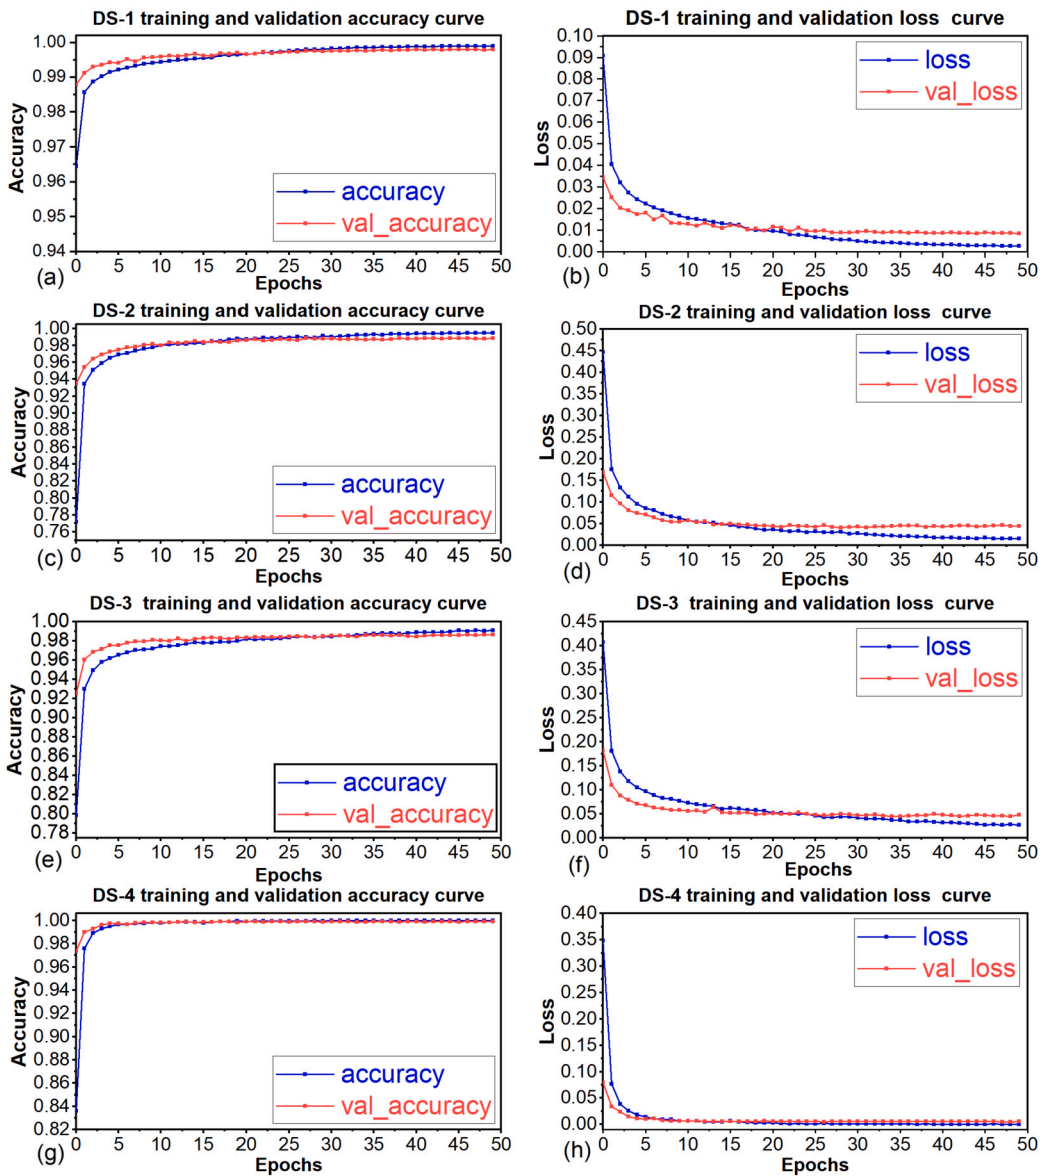 DS-1 training and validation accuracy curve
1.00
0.99
0.98
0.97
0.96
0.95
0.94
Accuracy
accuracy
val_accuracy
0 5 10 15 20 25 30 35 40 45 50
Epochs
(a)
DS-1 training and validation loss curve
0.10
0.09
0.08
0.07
0.06
0.05
0.04
0.03
0.02
0.01
0.00
Loss
loss
val_loss
0 5 10 15 20 25 30 35 40 45 50
Epochs
(b)
DS-2 training and validation accuracy curve
1.00
0.98
0.96
0.94
0.92
0.90
0.88
0.86
0.84
0.82
0.80
0.78
0.76
Accuracy
accuracy
val_accuracy
0 5 10 15 20 25 30 35 40 45 50
Epochs
(c)
DS-2 training and validation loss curve
0.50
0.45
0.40
0.35
0.30
0.25
0.20
0.15
0.10
0.05
0.00
Loss
loss
val_loss
0 5 10 15 20 25 30 35 40 45 50
Epochs
(d)
DS-3 training and validation accuracy curve
1.00
0.98
0.96
0.94
0.92
0.90
0.88
0.86
0.84
0.82
0.80
0.78
Accuracy
accuracy
val_accuracy
0 5 10 15 20 25 30 35 40 45 50
Epochs
(e)
DS-3 training and validation loss curve
0.45
0.40
0.35
0.30
0.25
0.20
0.15
0.10
0.05
0.00
Loss
loss
val_loss
0 5 10 15 20 25 30 35 40 45 50
Epochs
(f)
DS-4 training and validation accuracy curve
1.00
0.98
0.96
0.94
0.92
0.90
0.88
0.86
0.84
0.82
Accuracy
accuracy
val_accuracy
0 5 10 15 20 25 30 35 40 45 50
Epochs
(g)
DS-4 training and validation loss curve
0.40
0.35
0.30
0.25
0.20
0.15
0.10
0.05
0.00
Loss
loss
val_loss
0 5 10 15 20 25 30 35 40 45 50
Epochs
(h)